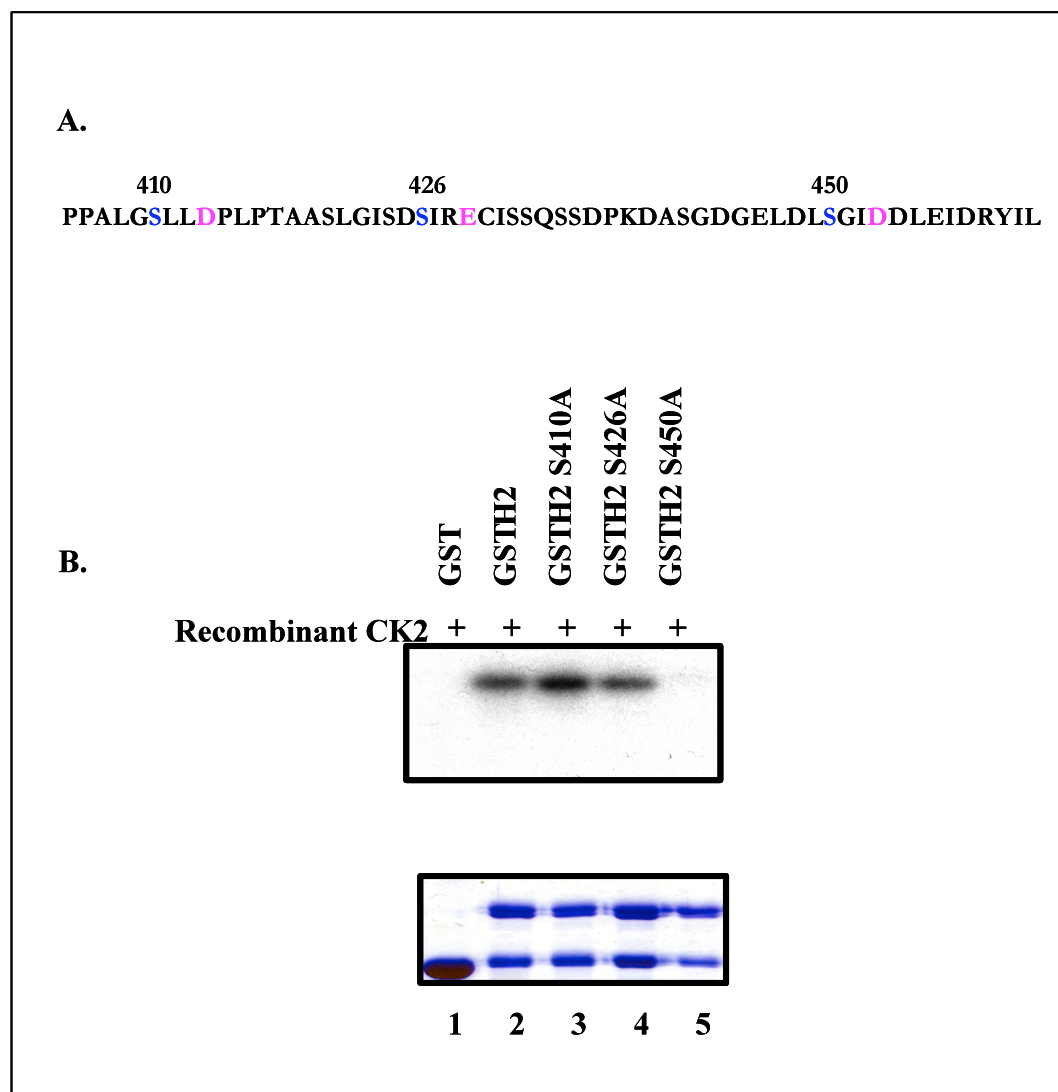 A.
410 426 450
PPALGSLLDPLPTAASLGISDSIRECISSQSSDPKDASGDGELDLSGIDDLEIDRYIL
B.
GST
GSTH2
GSTH2 S410A
GSTH2 S426A
GSTH2 S450A
Recombinant CK2 + + + + +
1 2 3 4 5